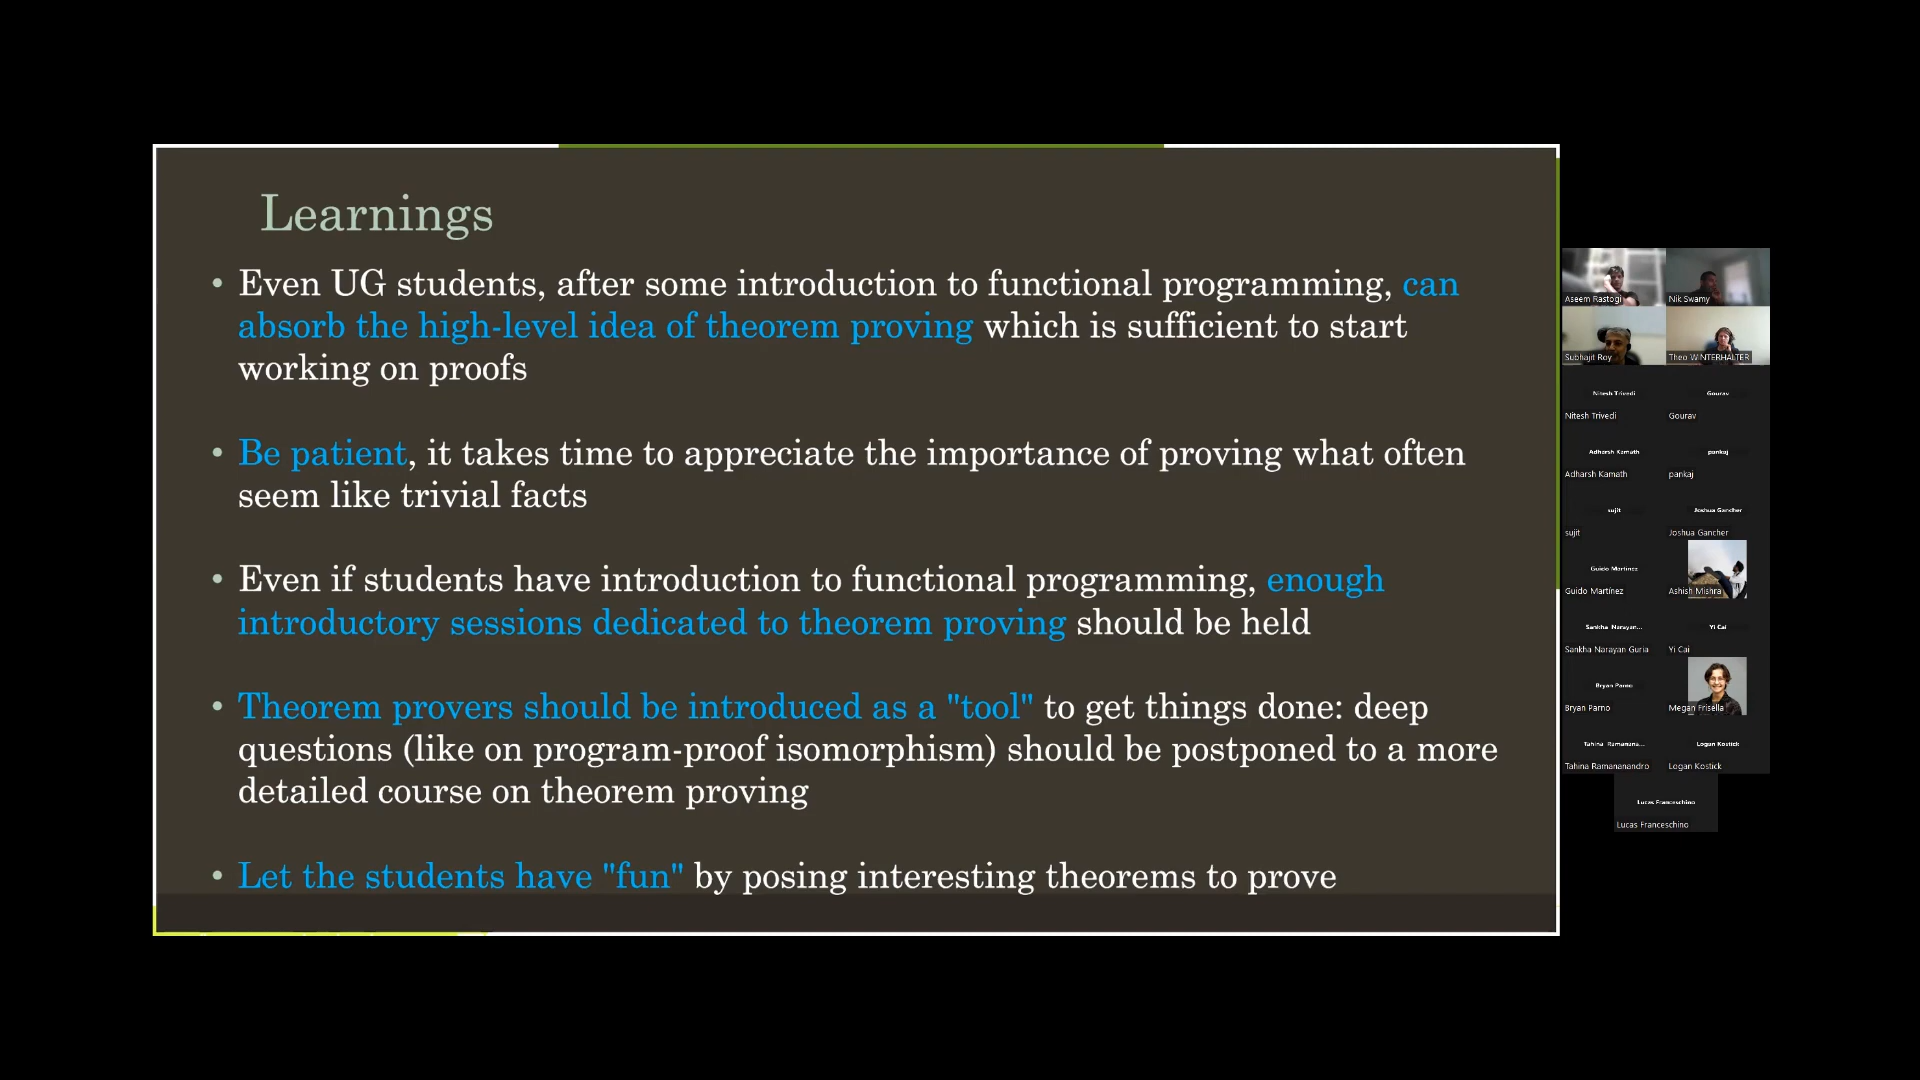 Learnings
• Even UG students, after some introduction to functional programming, can
absorb the high-level idea of theorem proving which is sufficient to start
working on proofs
• Be patient, it takes time to appreciate the importance of proving what often
seem like trivial facts
• Even if students have introduction to functional programming, enough
introductory sessions dedicated to theorem proving should be held
• Theorem provers should be introduced as a "tool" to get things done: deep
questions (like on program-proof isomorphism) should be postponed to a more
detailed course on theorem proving
• Let the students have "fun" by posing interesting theorems to prove
Aseem Rastogi
Nik Swamy
Subhajit Roy
Theo WINTERHALTER
Nitesh Trivedi
Gourav
Nitesh Trivedi
Gourav
Adharsh Kamath
pankaj
Adharsh Kamath
pankaj
sujit
Joshua Gancher
sujit
Joshua Gancher
Guido Martinez
Guido Martínez
Ashish Mishra
Sankha Narayan...
Yi Cai
Sankha Narayan Guria
Yi Cai
Bryan Parno
Bryan Parno
Megan Frisella
Tahina Ramanana...
Logan Kostick
Tahina Ramananandro
Logan Kostick
Lucas Franceschino
Lucas Franceschino